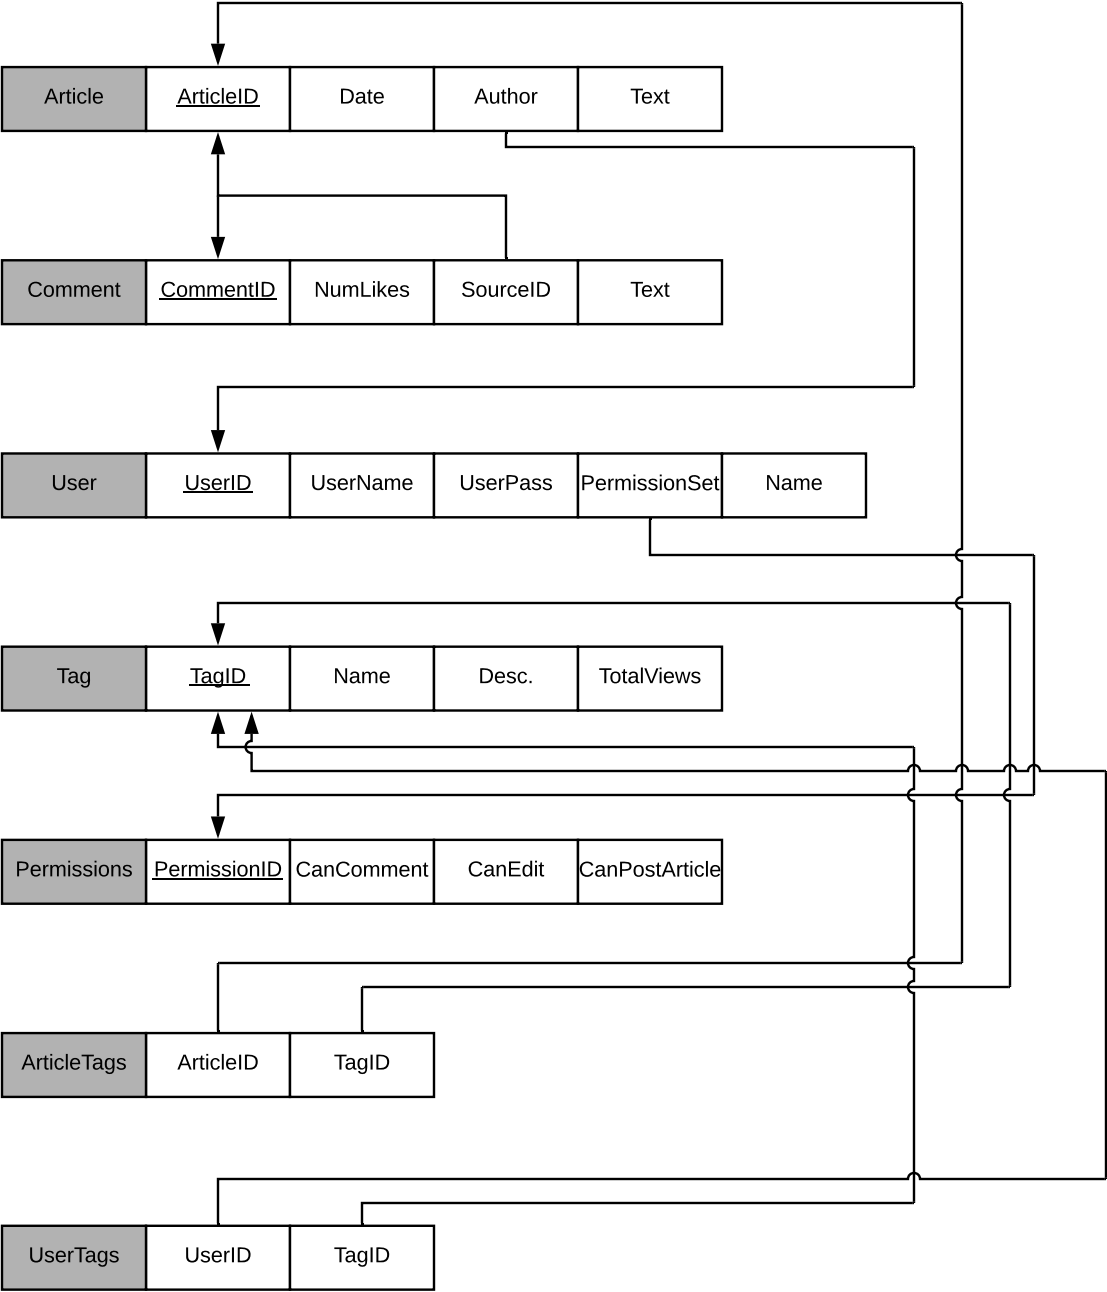 Article ArticleID Date Author Text
Comment CommentID NumLikes SourceID Text
User UserID UserName UserPass PermissionSet Name
Tag TagID Name Desc. TotalViews
Permissions PermissionID CanComment CanEdit CanPostArticle
ArticleTags ArticleID TagID
UserTags UserID TagID